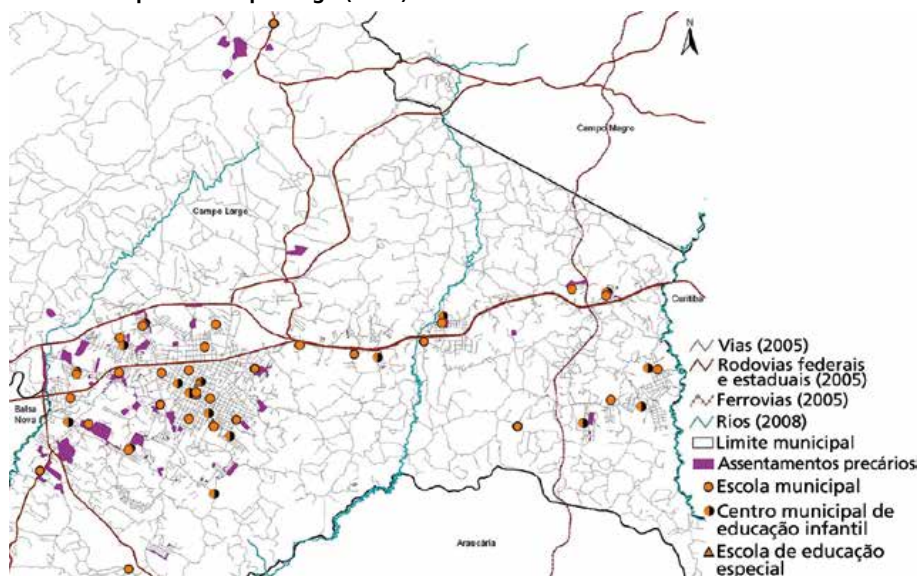 N
Campo Magro
Campo Largo
Curitiba
Balsa
Nova
Araucária
Vias (2005)
Rodovias federais
e estaduais (2005)
Ferrovias (2005)
Rios (2008)
Limite municipal
Assentamentos precários
Escola municipal
Centro municipal de
educação infantil
Escola de educação
especial